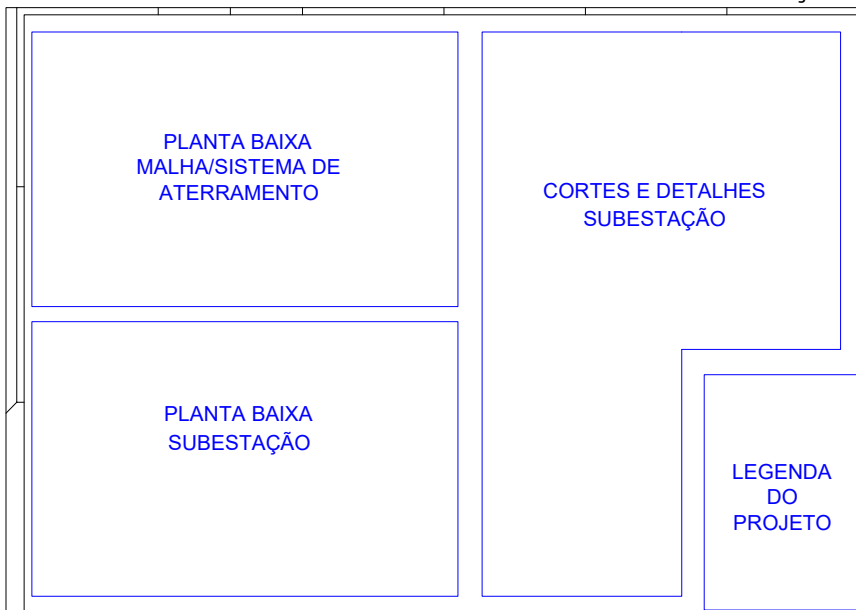 PLANTA BAIXA
MALHA/SISTEMA DE
ATERRAMENTO
CORTES E DETALHES
SUBESTAÇÃO
PLANTA BAIXA
SUBESTAÇÃO
LEGENDA
DO
PROJETO